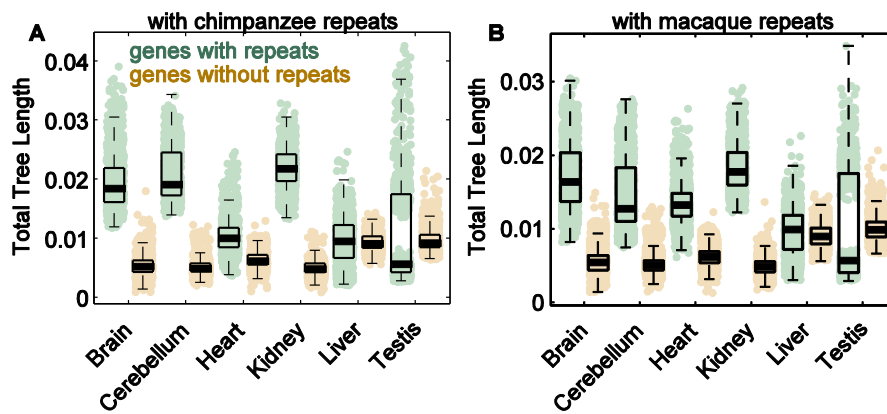 with chimpanzee repeats
A
genes with repeats
genes without repeats
Total Tree Length
0.04
0.03
0.02
0.01
0
Brain
Cerebellum
Heart
Kidney
Liver
Testis
with macaque repeats
B
Total Tree Length
0.03
0.02
0.01
0
Brain
Cerebellum
Heart
Kidney
Liver
Testis